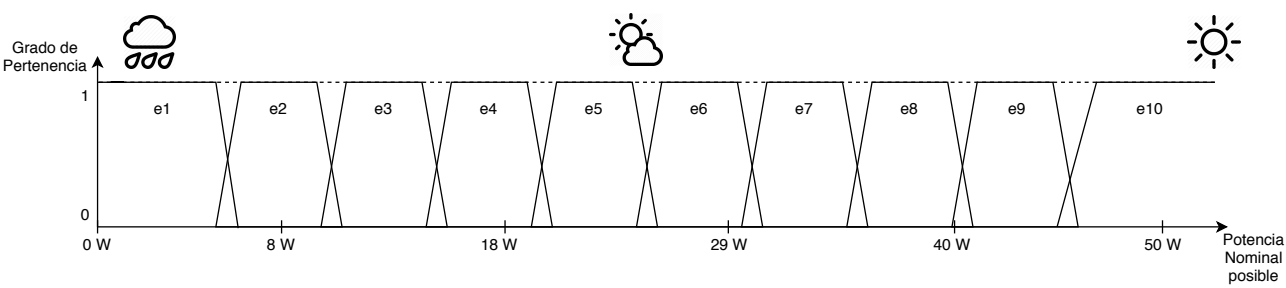 Grado de
Pertenencia
1
e1 e2 e3 e4 e5 e6 e7 e8 e9 e10
0
0 W 8 W 18 W 29 W 40 W 50 W
Potencia
Nominal
posible